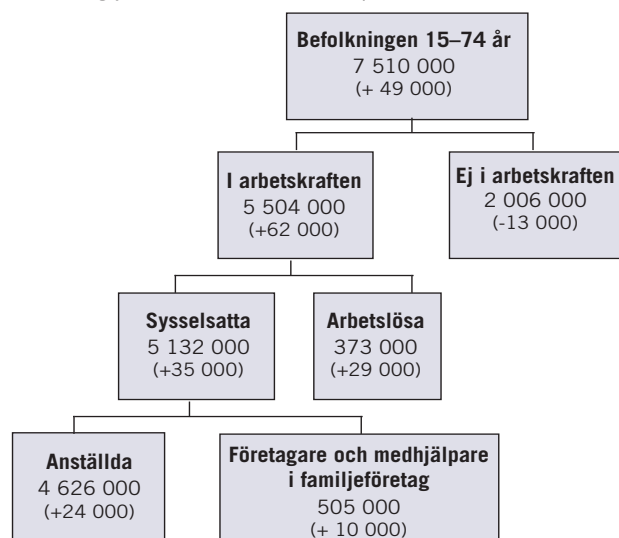 Befolkningen 15–74 år
7 510 000
(+ 49 000)
I arbetskraften
5 504 000
(+62 000)
Ej i arbetskraften
2 006 000
(-13 000)
Sysselsatta
5 132 000
(+35 000)
Arbetslösa
373 000
(+29 000)
Anställda
4 626 000
(+24 000)
Företagare och medhjälpare
i familjeföretag
505 000
(+ 10 000)